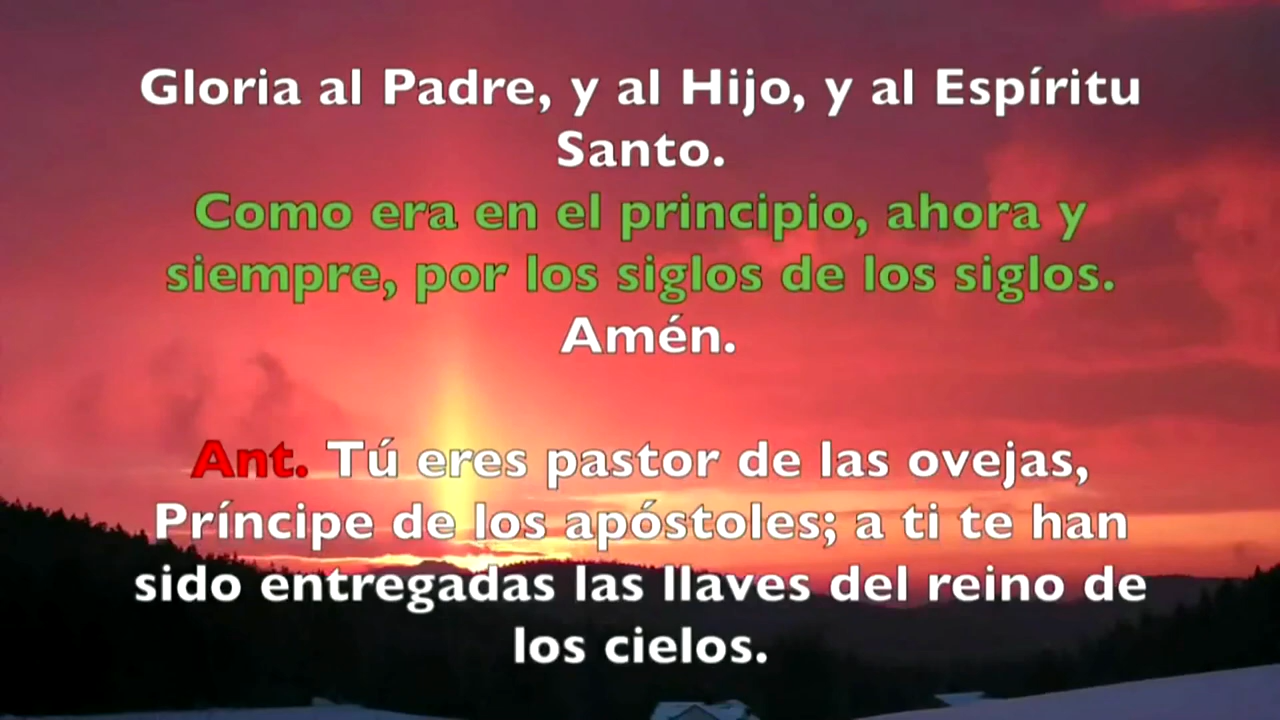 Gloria al Padre, y al Hijo, y al Espíritu
Santo.
Como era en el principio, ahora y
siempre, por los siglos de los siglos.
Amén.
Ant. Tú eres pastor de las ovejas,
Príncipe de los apóstoles; a ti te han
sido entregadas las llaves del reino de
los cielos.